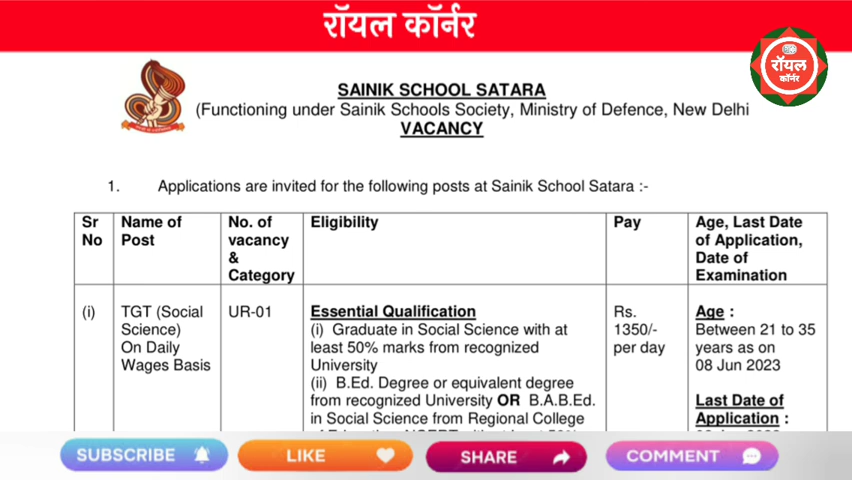 रॉयल कॉर्नर
रॉयल
कॉर्नर
SAINIK SCHOOL SATARA
(Functioning under Sainik Schools Society, Ministry of Defence, New Delhi
VACANCY
1. Applications are invited for the following posts at Sainik School Satara :-
Sr No
Name of Post
No. of vacancy & Category
Eligibility
Pay
Age, Last Date of Application, Date of Examination
(i)
TGT (Social
Science)
On Daily
Wages Basis
UR-01
Essential Qualification
(i) Graduate in Social Science with at
least 50% marks from recognized
University
(ii) B.Ed. Degree or equivalent degree
from recognized University OR B.A.B.Ed.
in Social Science from Regional College
Rs.
1350/-
per day
Age :
Between 21 to 35
years as on
08 Jun 2023
Last Date of
Application :
SUBSCRIBE
LIKE
SHARE
COMMENT